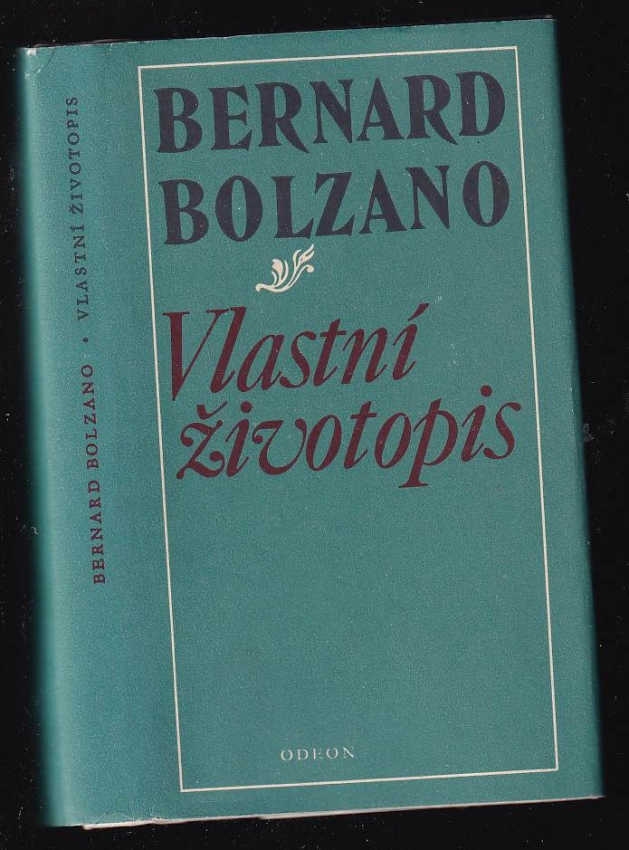 BERNARD BOLZANO · VLASTNÍ ŽIVOTOPIS
BERNARD
BOLZANO
Vlastní
životopis
ODEON